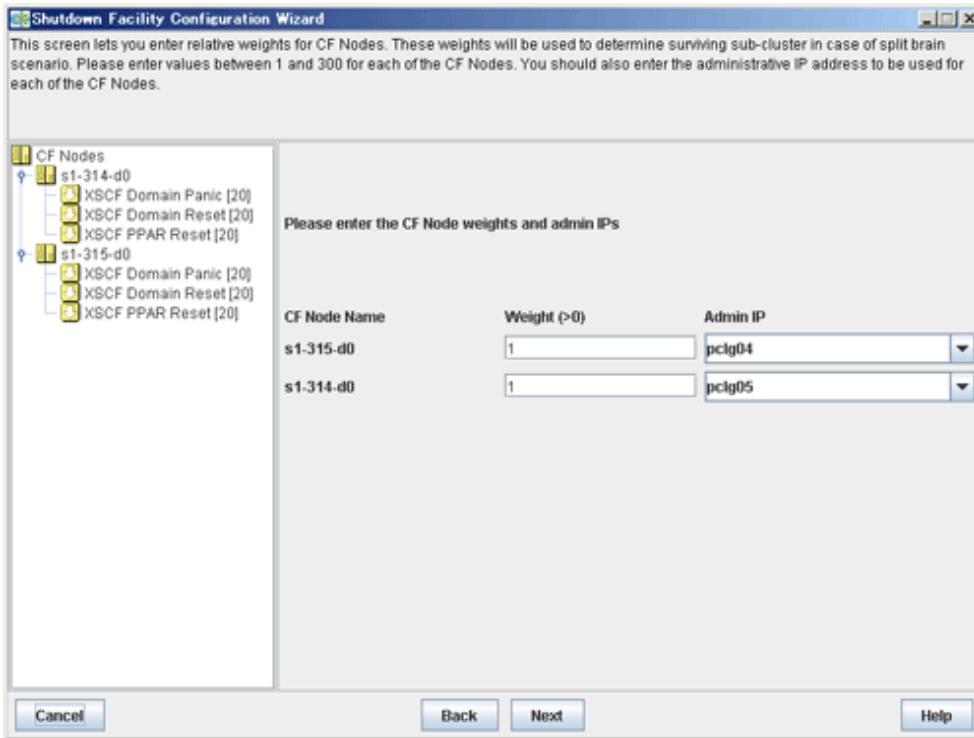 Shutdown Facility Configuration Wizard
This screen lets you enter relative weights for CF Nodes. These weights will be used to determine surviving sub-cluster in case of split brain
scenario. Please enter values between 1 and 300 for each of the CF Nodes. You should also enter the administrative IP address to be used for
each of the CF Nodes.
CF Nodes
s1-314-d0
XSCF Domain Panic [20]
XSCF Domain Reset [20]
XSCF PPAR Reset [20]
s1-315-d0
XSCF Domain Panic [20]
XSCF Domain Reset [20]
XSCF PPAR Reset [20]
Please enter the CF Node weights and admin IPs
CF Node Name Weight (>0) Admin IP
s1-315-d0 1 pclg04
s1-314-d0 1 pclg05
Cancel Back Next Help